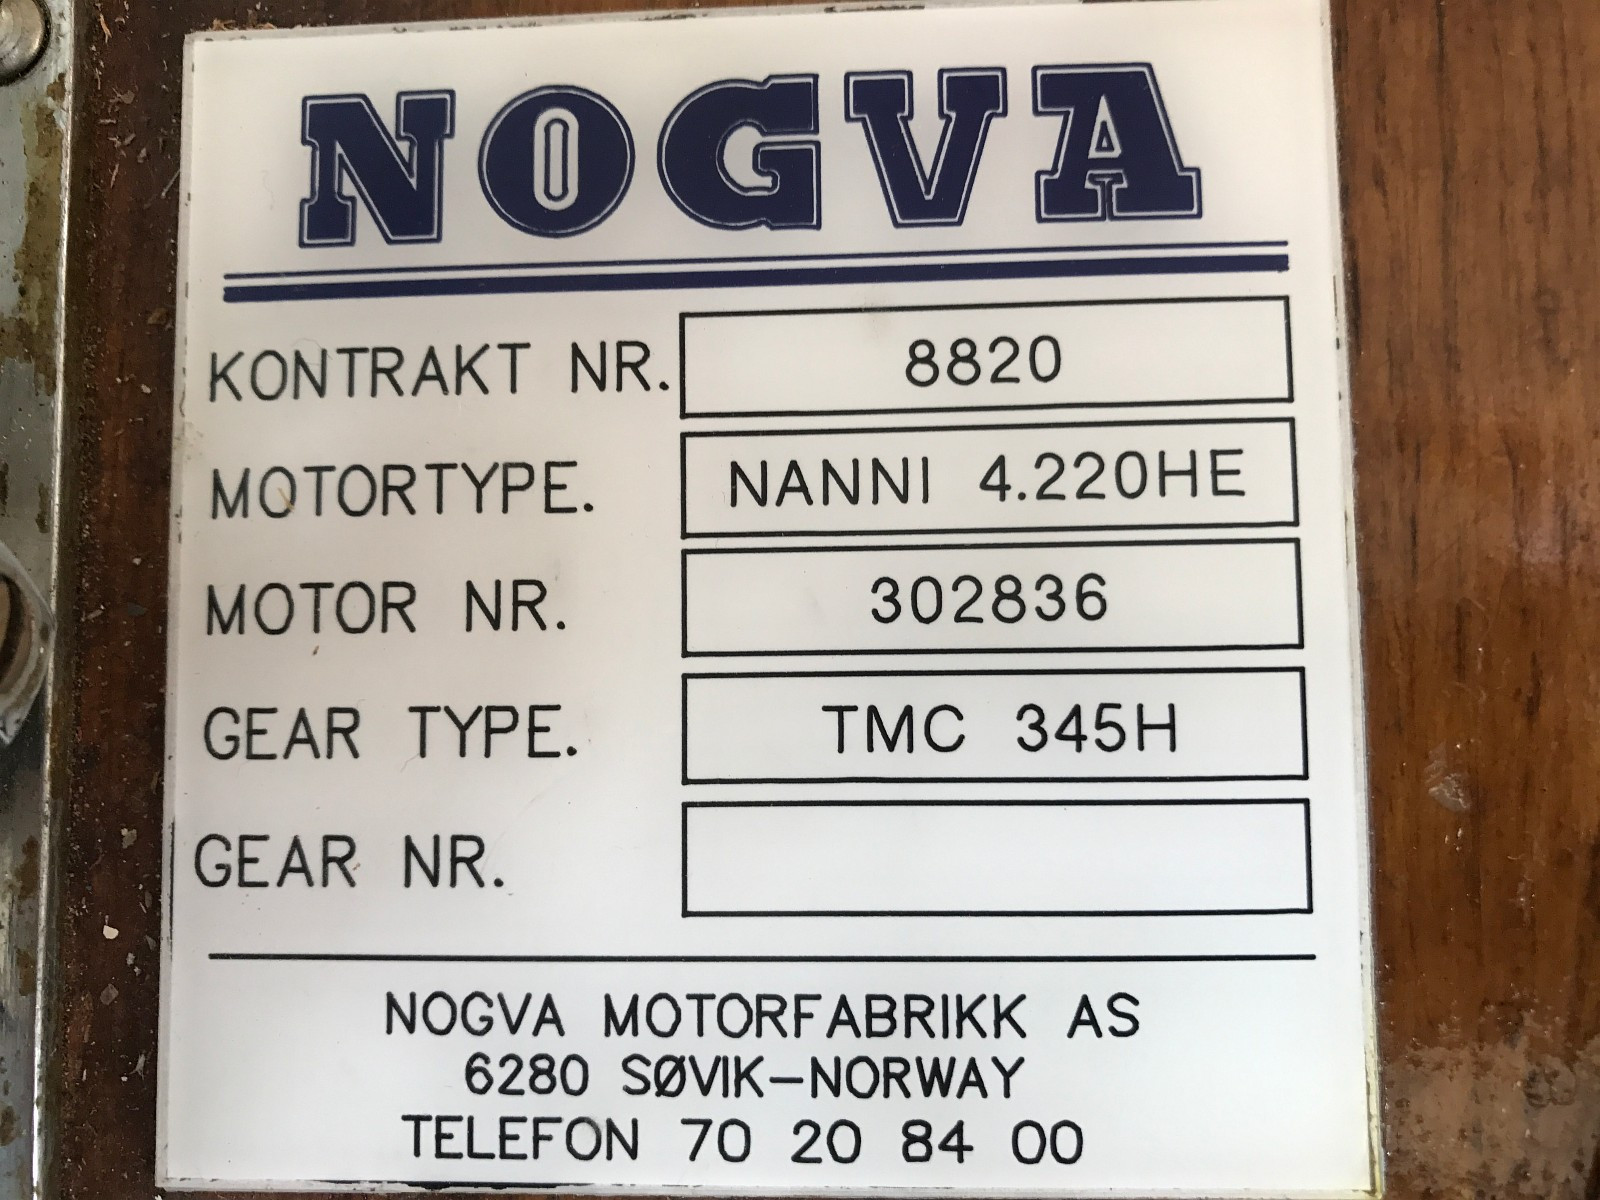 NOGVA
KONTRAKT NR. 8820
MOTORTYPE. NANNI 4.220HE
MOTOR NR. 302836
GEAR TYPE. TMC 345H
GEAR NR.
NOGVA MOTORFABRIKK AS
6280 SØVIK-NORWAY
TELEFON 70 20 84 00